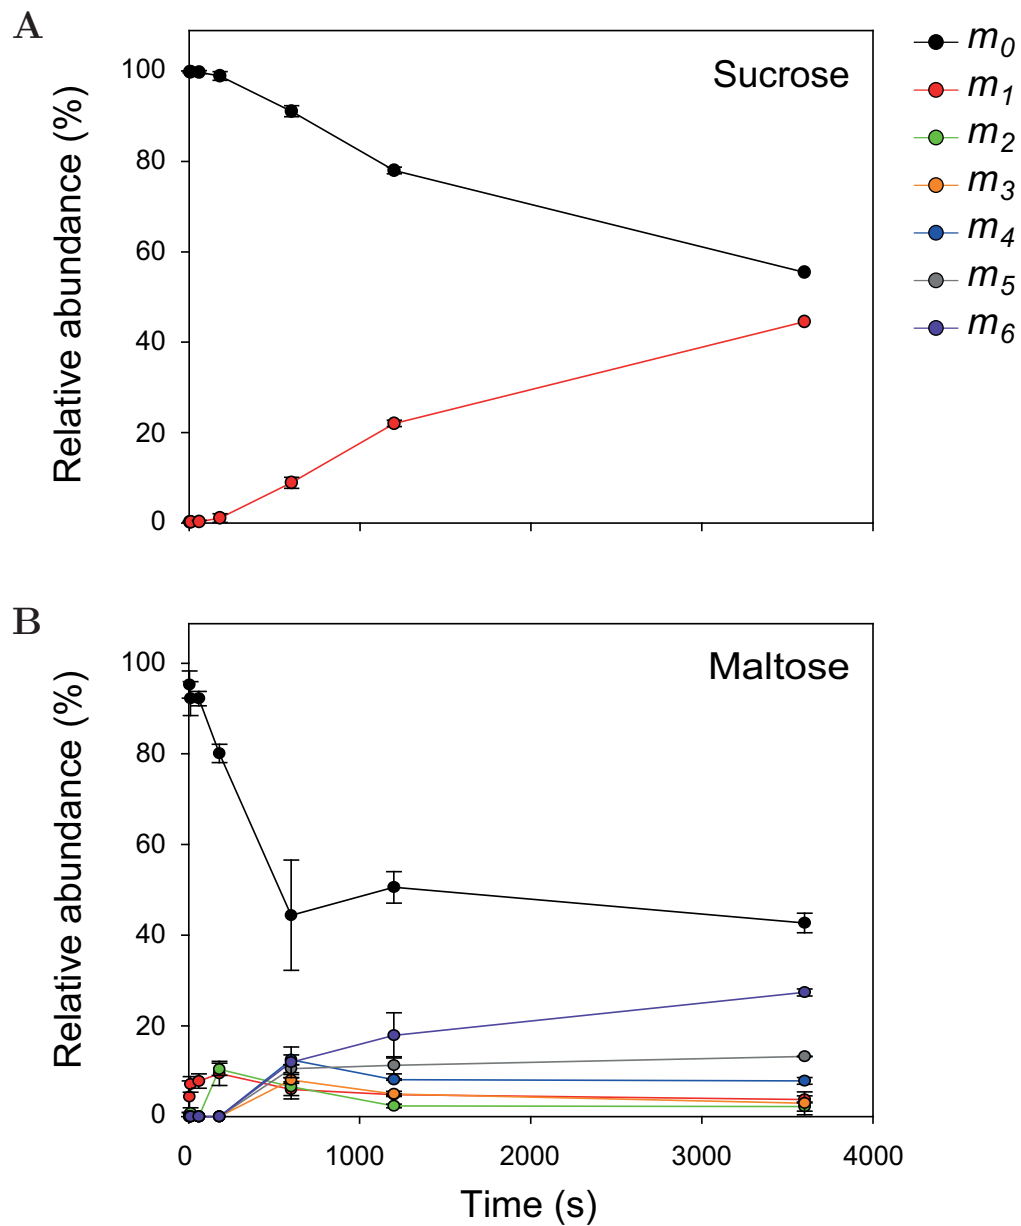 A
Relative abundance (%)
100
80
60
40
20
0
Sucrose
m0
m1
m2
m3
m4
m5
m6
B
Relative abundance (%)
100
80
60
40
20
0
Maltose
0 1000 2000 3000 4000
Time (s)